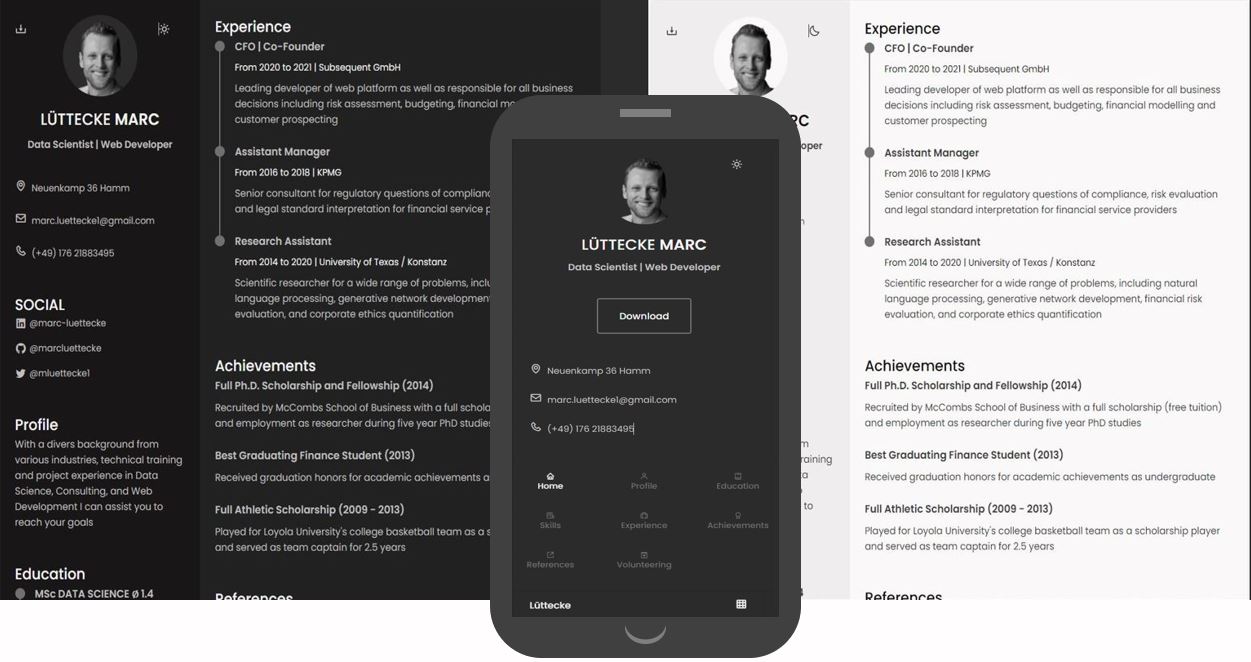 LÜTTECKE MARC
Data Scientist | Web Developer
Neuenkamp 36 Hamm
marc.luettecke1@gmail.com
(+49) 176 21883495
SOCIAL
@marc-luettecke
@marcluettecke
@mluettecke1
Profile
With a divers background from
various industries, technical training
and project experience in Data
Science, Consulting, and Web
Development I can assist you to
reach your goals
Education
MSc DATA SCIENCE Ø 1.4
Experience
CFO | Co-Founder
From 2020 to 2021 | Subsequent GmbH
Leading developer of web platform as well as responsible for all business
decisions including risk assessment, budgeting, financial mo
customer prospecting
Assistant Manager
From 2016 to 2018 | KPMG
Senior consultant for regulatory questions of complianc
and legal standard interpretation for financial service p
Research Assistant
From 2014 to 2020 | University of Texas / Konstanz
Scientific researcher for a wide range of problems, inclu
language processing, generative network development
evaluation, and corporate ethics quantification
Achievements
Full Ph.D. Scholarship and Fellowship (2014)
Recruited by McCombs School of Business with a full schola
and employment as researcher during five year PhD studies
Best Graduating Finance Student (2013)
Received graduation honors for academic achievements a
Full Athletic Scholarship (2009 - 2013)
Played for Loyola University's college basketball team as a s
and served as team captain for 2.5 years
References
LÜTTECKE MARC
Data Scientist | Web Developer
Download
Neuenkamp 36 Hamm
marc.luettecke1@gmail.com
(+49) 176 21883495
Home Profile Education
Skills Experience Achievements
References Volunteering
Lüttecke
RC
oper
m
raining
ta
to
Experience
CFO | Co-Founder
From 2020 to 2021 | Subsequent GmbH
Leading developer of web platform as well as responsible for all business
decisions including risk assessment, budgeting, financial modelling and
customer prospecting
Assistant Manager
From 2016 to 2018 | KPMG
Senior consultant for regulatory questions of compliance, risk evaluation
and legal standard interpretation for financial service providers
Research Assistant
From 2014 to 2020 | University of Texas / Konstanz
Scientific researcher for a wide range of problems, including natural
language processing, generative network development, financial risk
evaluation, and corporate ethics quantification
Achievements
Full Ph.D. Scholarship and Fellowship (2014)
Recruited by McCombs School of Business with a full scholarship (free tuition)
and employment as researcher during five year PhD studies
Best Graduating Finance Student (2013)
Received graduation honors for academic achievements as undergraduate
Full Athletic Scholarship (2009 - 2013)
Played for Loyola University's college basketball team as a scholarship player
and served as team captain for 2.5 years
References